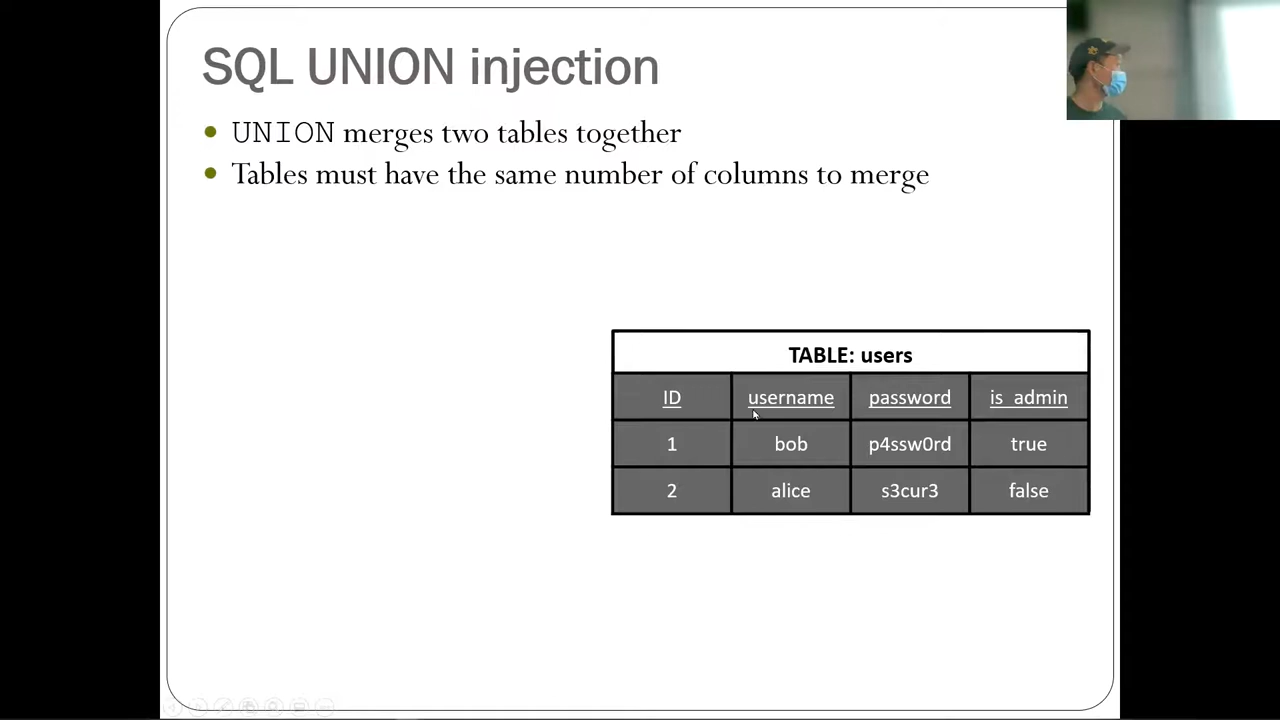 SQL UNION injection
• UNION merges two tables together
• Tables must have the same number of columns to merge
TABLE: users
ID username password is_admin
1 bob p4ssw0rd true
2 alice s3cur3 false